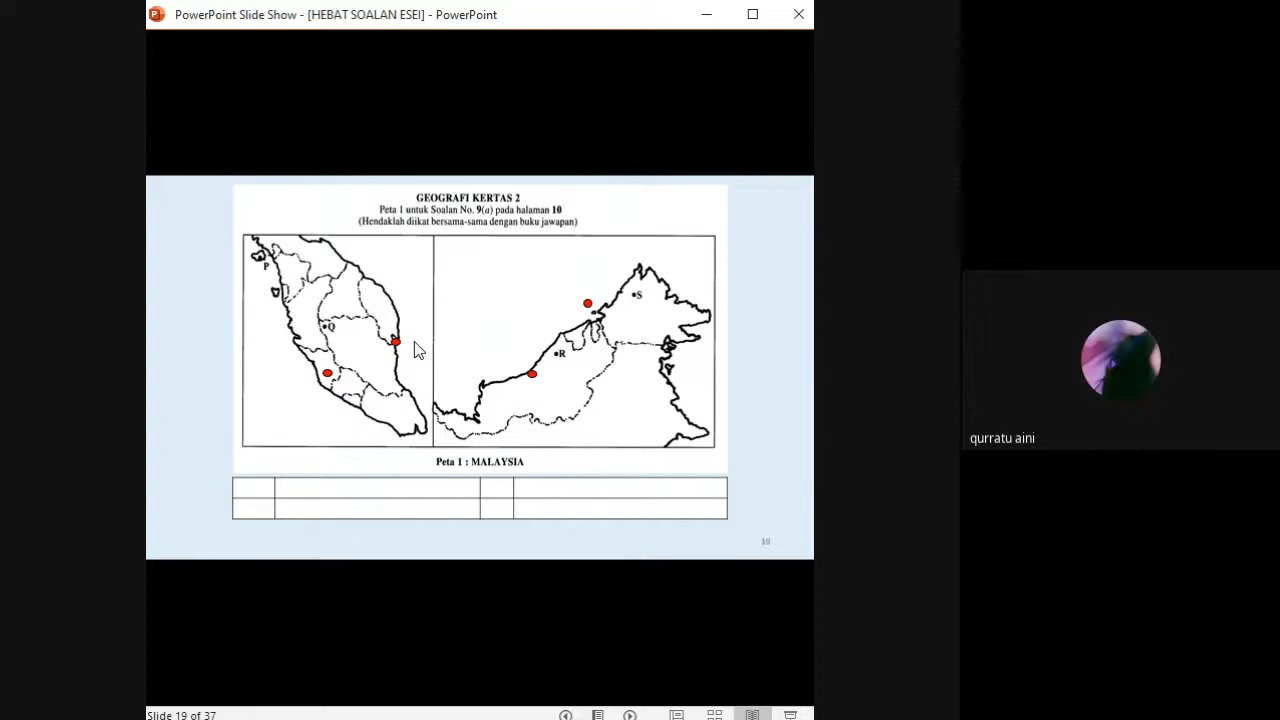 PowerPoint Slide Show - [HEBAT SOALAN ESEI] - PowerPoint
GEOGRAFI KERTAS 2
Peta 1 untuk Soalan No. 9(a) pada halaman 10
(Hendaklah diikat bersama-sama dengan buku jawapan)
P
Q
R
S
Peta 1 : MALAYSIA
qurratu aini
Slide 19 of 37